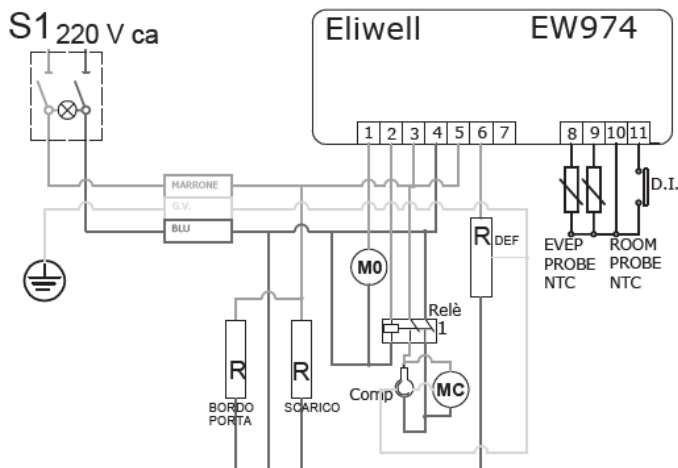 S1 220 V ca
Eliwell EW974
1 2 3 4 5 6 7 8 9 10 11
MARRONE
G.V.
BLU
D.I.
R DEF
EVEP
PROBE
NTC
ROOM
PROBE
NTC
M0
Relè
1
R
BORDO
PORTA
R
SCARICO
Comp
MC